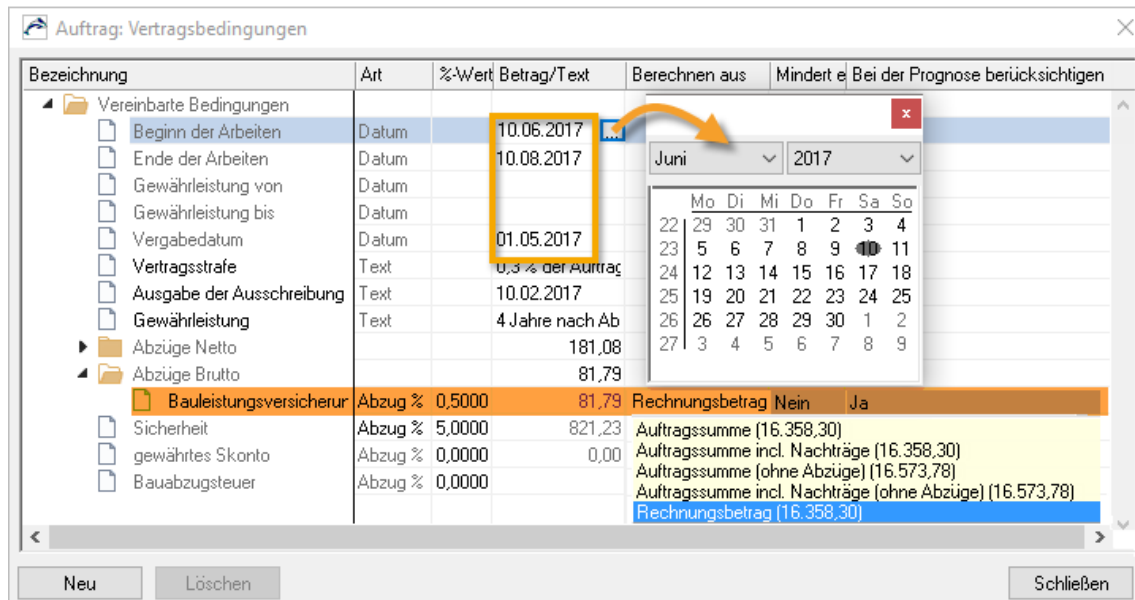 Auftrag: Vertragsbedingungen
Bezeichnung Art %-Wert Betrag/Text Berechnen aus Mindert e Bei der Prognose berücksichtigen
Vereinbarte Bedingungen
Beginn der Arbeiten Datum 10.06.2017 ...
x
Ende der Arbeiten Datum 10.08.2017
Juni 2017
Gewährleistung von Datum
Gewährleistung bis Datum
Vergabedatum Datum 01.05.2017
Vertragsstrafe Text 0,3 % der Auftrag
Ausgabe der Ausschreibung Text 10.02.2017
Gewährleistung Text 4 Jahre nach Ab
Mo Di Mi Do Fr Sa So
22 29 30 31 1 2 3 4
23 5 6 7 8 9 10 11
24 12 13 14 15 16 17 18
25 19 20 21 22 23 24 25
26 26 27 28 29 30 1 2
27 3 4 5 6 7 8 9
Abzüge Netto 181,08
Abzüge Brutto 81,79
Bauleistungsversicherur Abzug % 0,5000 81,79 Rechnungsbetrag Nein Ja
Sicherheit Abzug % 5,0000 821,23
gewährtes Skonto Abzug % 0,0000 0,00
Bauabzugsteuer Abzug % 0,0000
Auftragssumme (16.358,30)
Auftragssumme incl. Nachträge (16.358,30)
Auftragssumme (ohne Abzüge) (16.573,78)
Auftragssumme incl. Nachträge (ohne Abzüge) (16.573,78)
Rechnungsbetrag (16.358,30)
Neu Löschen Schließen